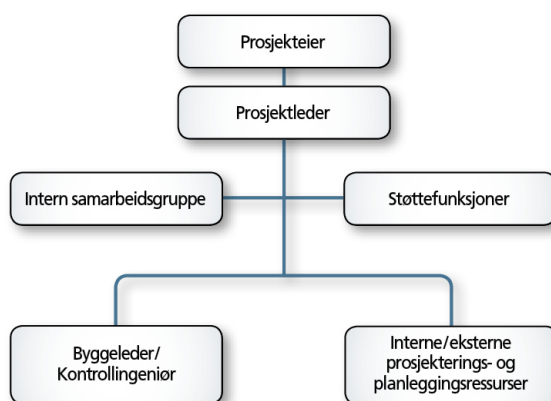 Prosjekteier
Prosjektleder
Intern samarbeidsgruppe
Støttefunksjoner
Byggeleder/
Kontrollingeniør
Interne/eksterne
prosjekterings- og
planleggingsressurser